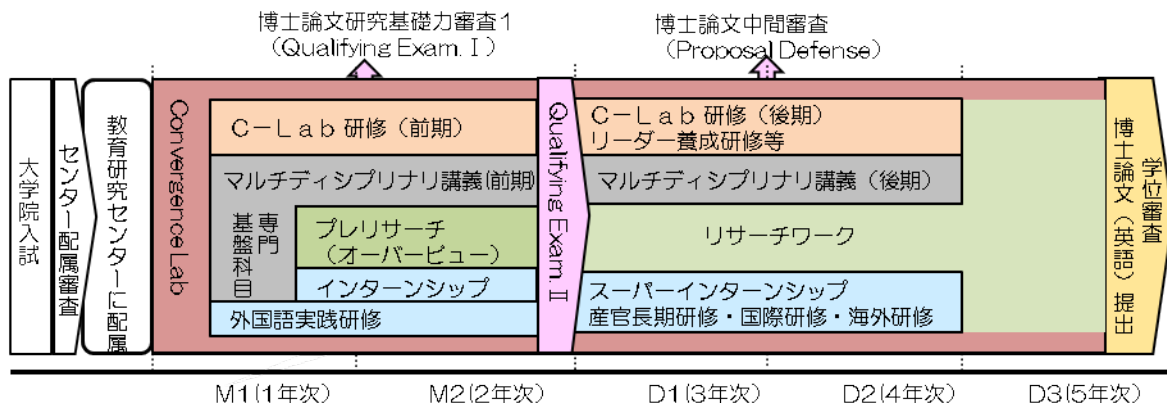 博士論文研究基礎力審査1
(Qualifying Exam. I )
博士論文中間審査
(Proposal Defense)
大学院入試
センター配属審査
教育研究センターに配属
Convergence Lab
C-Lab 研修(前期)
マルチディシプリナリ講義(前期)
専門
基盤科目
プレリサーチ
(オーバービュー)
インターンシップ
外国語実践研修
Qualifying Exam. II
C-Lab 研修(後期)
リーダー養成研修等
マルチディシプリナリ講義(後期)
リサーチワーク
スーパーインターンシップ
産官長期研修・国際研修・海外研修
学位審査
博士論文(英語)提出
M1(1年次)
M2(2年次)
D1(3年次)
D2(4年次)
D3(5年次)